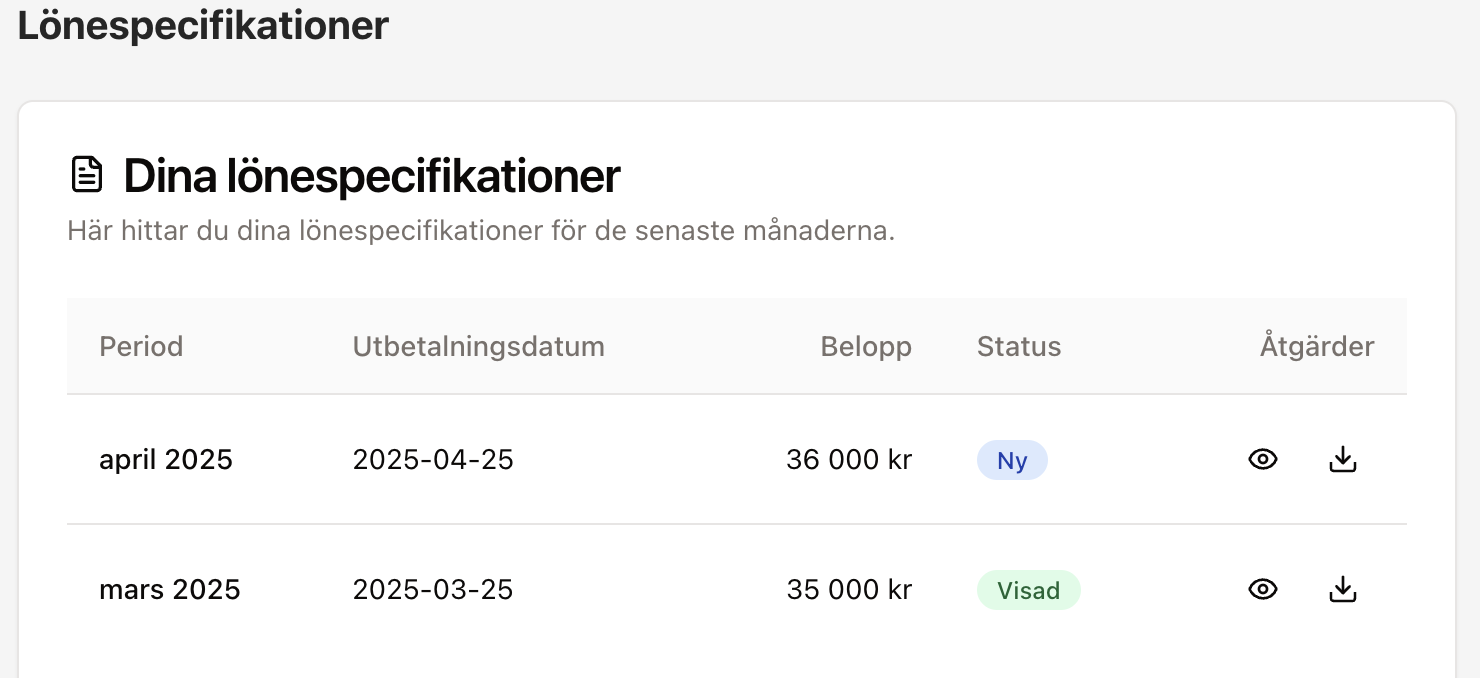 Lönespecifikationer
Dina lönespecifikationer
Här hittar du dina lönespecifikationer för de senaste månaderna.
Period Utbetalningsdatum Belopp Status Åtgärder
april 2025 2025-04-25 36 000 kr Ny
mars 2025 2025-03-25 35 000 kr Visad